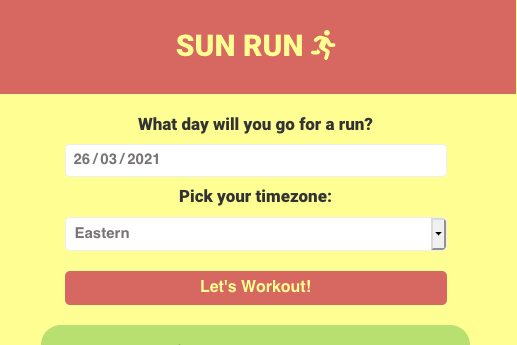 SUN RUN
What day will you go for a run?
26/03/2021
Pick your timezone:
Eastern
Let's Workout!